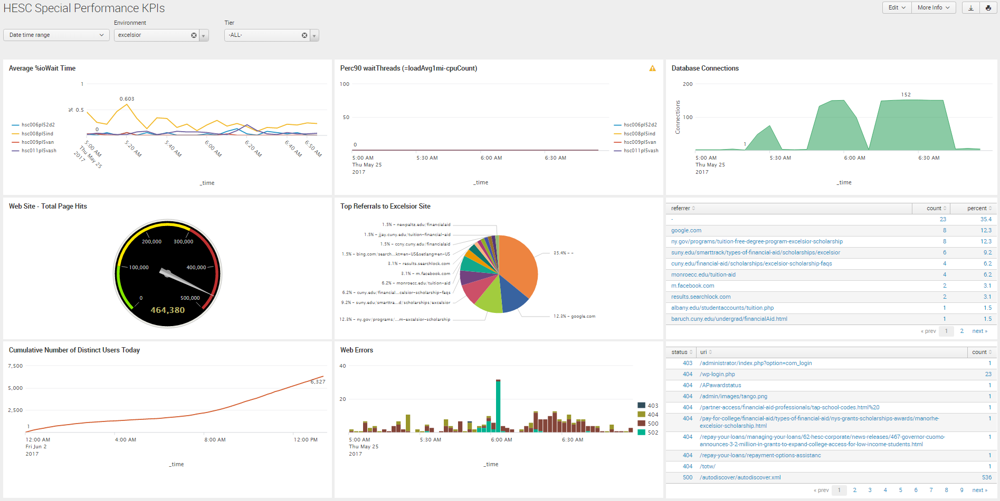 HESC Special Performance KPIs
Edit
More Info
Environment
Tier
Date time range
excelsior
-ALL-
Average %ioWait Time
1
0.603
% 0.5
0
hsc006pl52d2
hsc008pl5ind
hsc009pl5van
hsc011pl5vash
5:00 AM
Thu May 25
2017
5:20 AM
5:40 AM
6:00 AM
6:20 AM
6:40 AM
6:50 AM
_time
Perc90 waitThreads (=loadAvg1mi-cpuCount)
100
50
0
hsc006pl52d2
hsc008pl5ind
hsc009pl5van
hsc011pl5vash
5:00 AM
Thu May 25
2017
5:30 AM
6:00 AM
6:30 AM
_time
Database Connections
200
152
100
Connections
1
5:00 AM
Thu May 25
2017
5:30 AM
6:00 AM
6:30 AM
_time
Web Site - Total Page Hits
200,000
300,000
100,000
400,000
0
500,000
464,380
Top Referrals to Excelsior Site
1.5% - newpaltz.edu/financialaid
1.5% - jjay.cuny.edu/tuition-financial-aid
1.5% - ccny.cuny.edu/financialaid
1.5% - bing.com/search...kt=en-US&setlang=en-US
3.1% - results.searchlock.com
3.1% - m.facebook.com
6.2% - monroecc.edu/tuition-aid
6.2% - cuny.edu/financial...celsior-scholarship-faqs
9.2% - suny.edu/smarttra...d/scholarships/excelsior
12.3% - ny.gov/programs/...m-excelsior-scholarship
35.4% - -
12.3% - google.com
referrer count percent
- 23 35.4
google.com 8 12.3
ny.gov/programs/tuition-free-degree-program-excelsior-scholarship 8 12.3
suny.edu/smarttrack/types-of-financial-aid/scholarships/excelsior 6 9.2
cuny.edu/financial-aid/scholarships/excelsior-scholarship-faqs 4 6.2
monroecc.edu/tuition-aid 4 6.2
m.facebook.com 2 3.1
results.searchlock.com 2 3.1
albany.edu/studentaccounts/tuition.php 1 1.5
baruch.cuny.edu/undergrad/financialAid.html 1 1.5
« prev 1 2 next »
Cumulative Number of Distinct Users Today
7,500
6,327
5,000
2,500
1
12:00 AM
Fri Jun 2
2017
4:00 AM
8:00 AM
12:00 PM
_time
Web Errors
40
20
403
404
500
502
5:00 AM
Thu May 25
2017
5:30 AM
6:00 AM
6:30 AM
_time
status uri count
403 /administrator/index.php?option=com_login 1
404 /wp-login.php 23
404 /APawardstatus 1
404 /admin/images/tango.png 1
404 /partner-access/financial-aid-professionals/tap-school-codes.html%20 1
404 /pay-for-college/financial-aid/types-of-financial-aid/nys-grants-scholarships-awards/manorhe- 1
excelsior-scholarship.html
404 /repay-your-loans/managing-your-loans/62-hesc-corporate/news-releases/467-governor-cuomo- 1
announces-3-2-million-in-grants-to-expand-college-access-for-low-income-students.html
404 /repay-your-loans/repayment-options-assistanc 1
404 /totw/ 1
500 /autodiscover/autodiscover.xml 536
« prev 1 2 3 4 5 6 7 8 9 next »